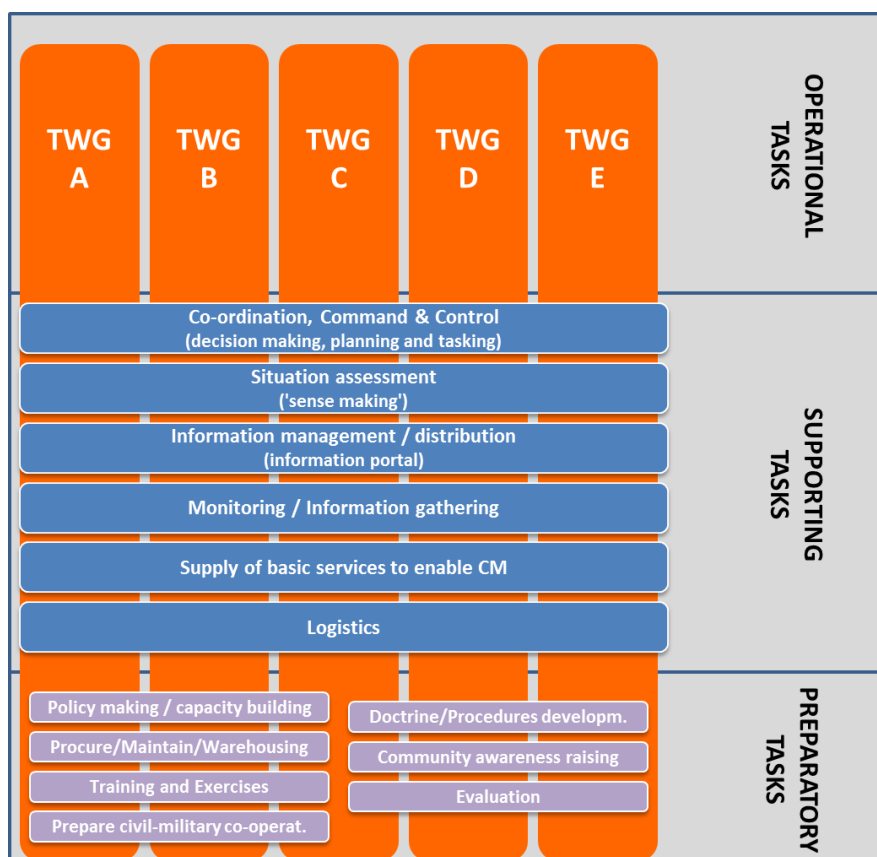 TWG
A
TWG
B
TWG
C
TWG
D
TWG
E
OPERATIONAL
TASKS
Co-ordination, Command & Control
(decision making, planning and tasking)
Situation assessment
('sense making')
Information management / distribution
(information portal)
Monitoring / Information gathering
Supply of basic services to enable CM
Logistics
SUPPORTING
TASKS
Policy making / capacity building
Procure/Maintain/Warehousing
Training and Exercises
Prepare civil-military co-operat.
Doctrine/Procedures developm.
Community awareness raising
Evaluation
PREPARATORY
TASKS